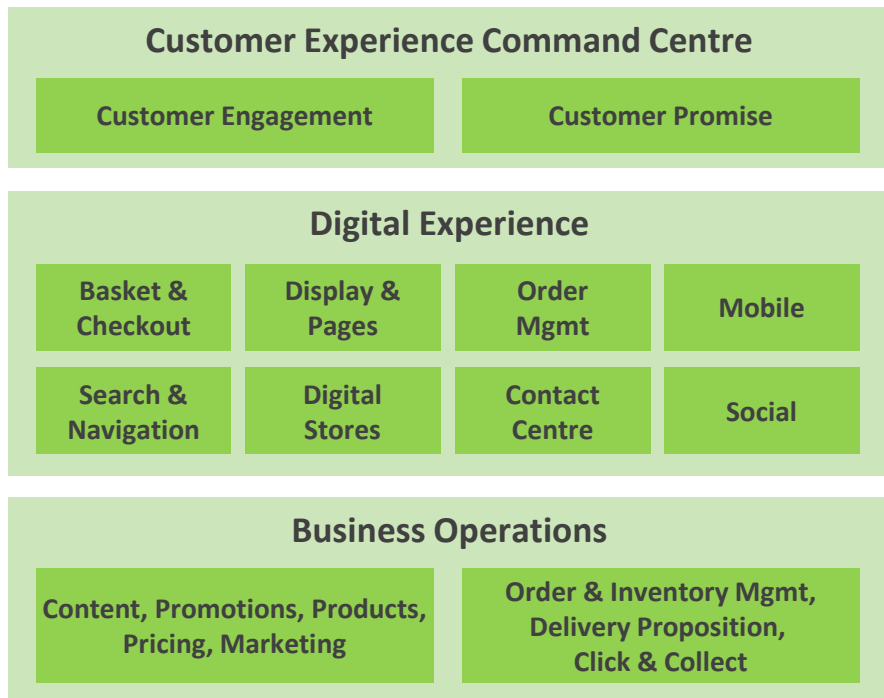 Customer Experience Command Centre
Customer Engagement
Customer Promise
Digital Experience
Basket &
Checkout
Display &
Pages
Order
Mgmt
Mobile
Search &
Navigation
Digital
Stores
Contact
Centre
Social
Business Operations
Content, Promotions, Products,
Pricing, Marketing
Order & Inventory Mgmt,
Delivery Proposition,
Click & Collect